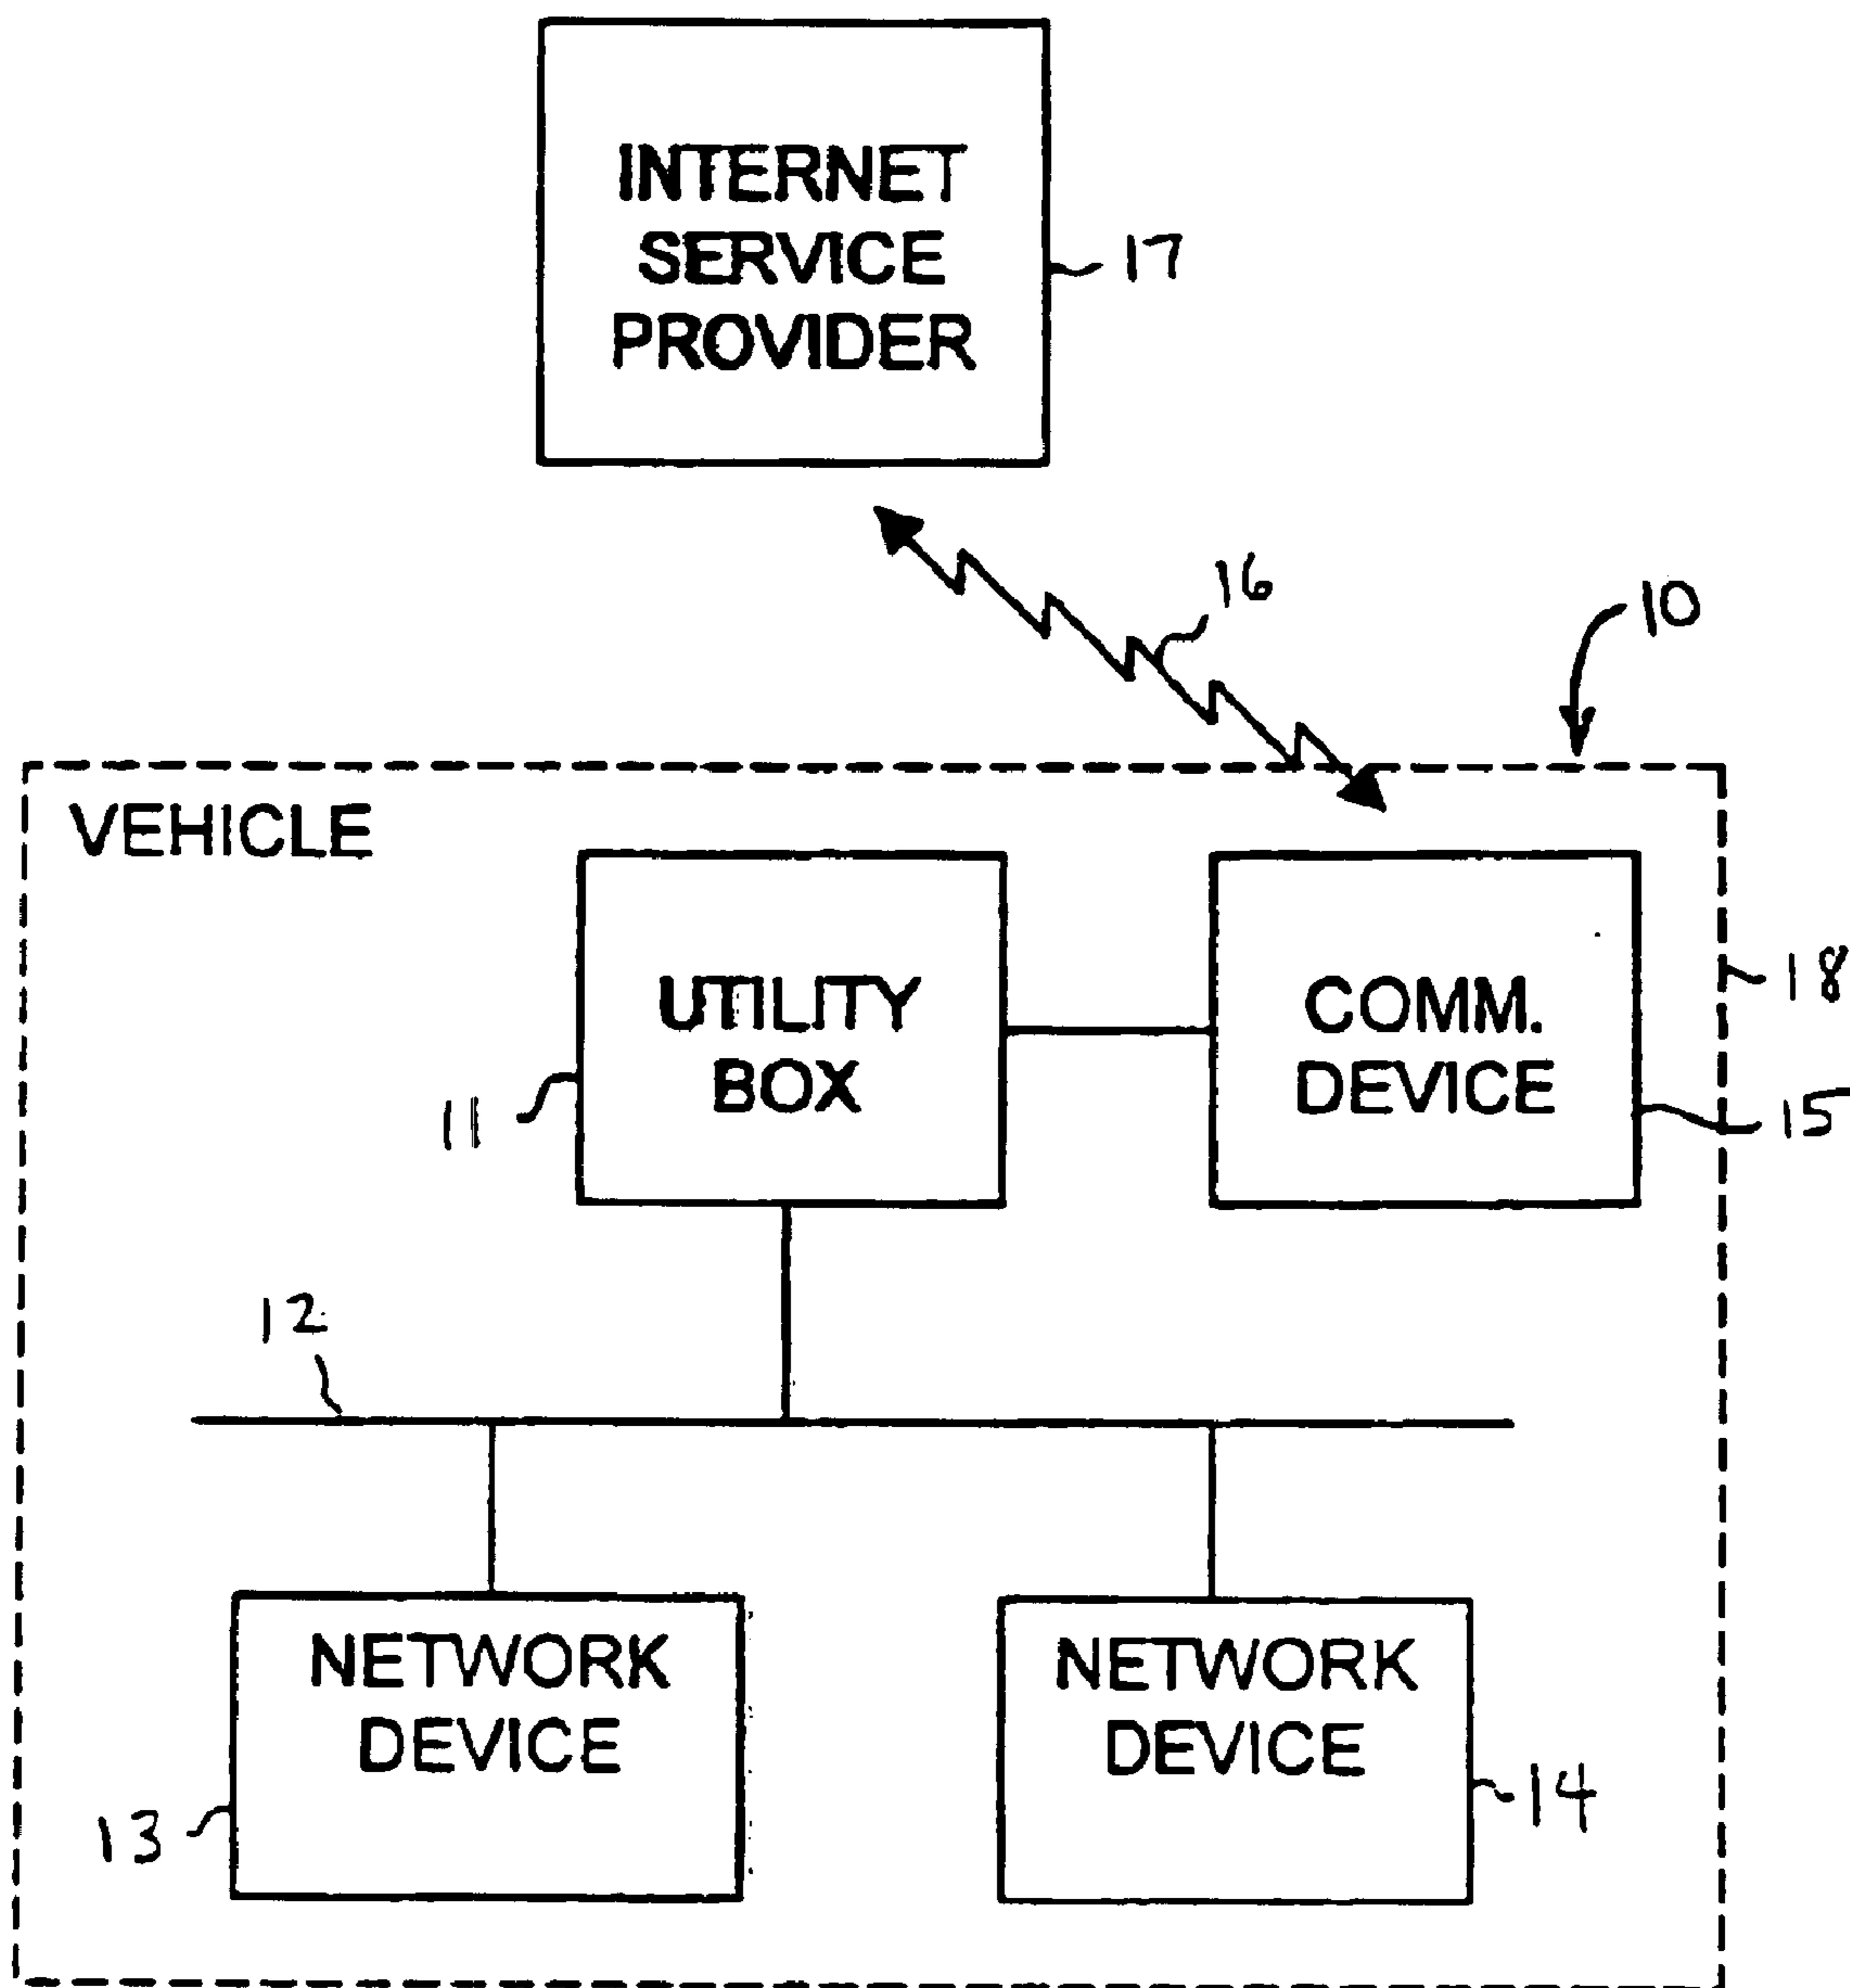 INTERNET
SERVICE
PROVIDER
17
16
10
VEHICLE
UTILITY
BOX
11
COMM.
DEVICE
18
15
12
NETWORK
DEVICE
13
NETWORK
DEVICE
14